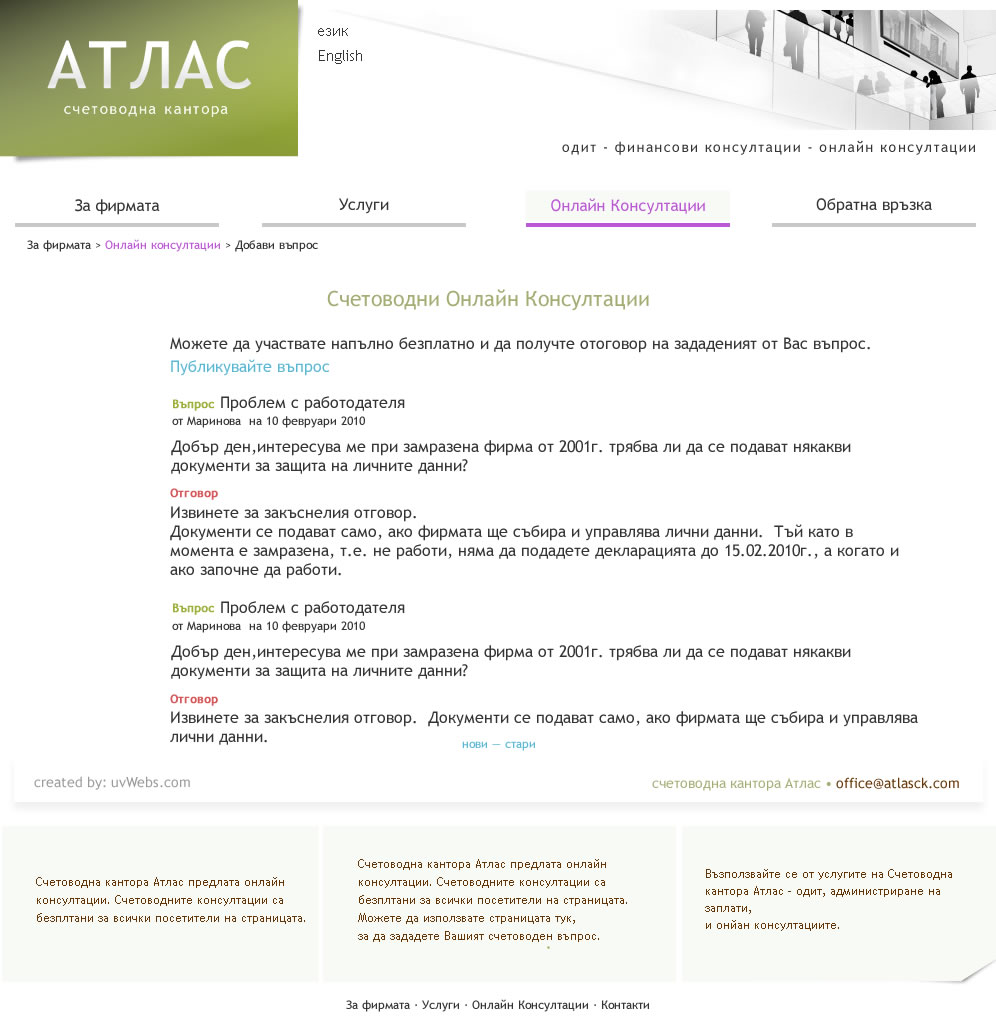 АТЛАС
счетоводна кантора
език
English
одит - финансови консултации - онлайн консултации
За фирмата
Услуги
Онлайн Консултации
Обратна връзка
За фирмата > Онлайн консултации > Добави въпрос
Счетоводни Онлайн Консултации
Можете да участвате напълно безплатно и да получте отоговор на зададеният от Вас въпрос.
Публикувайте въпрос
Въпрос Проблем с работодателя
от Маринова на 10 февруари 2010
Добър ден,интересува ме при замразена фирма от 2001г. трябва ли да се подават някакви
документи за защита на личните данни?
Отговор
Извинете за закъснелия отговор.
Документи се подават само, ако фирмата ще събира и управлява лични данни. Тъй като в
момента е замразена, т.е. не работи, няма да подадете декларацията до 15.02.2010г., а когато и
ако започне да работи.
Въпрос Проблем с работодателя
от Маринова на 10 февруари 2010
Добър ден,интересува ме при замразена фирма от 2001г. трябва ли да се подават някакви
документи за защита на личните данни?
Отговор
Извинете за закъснелия отговор. Документи се подават само, ако фирмата ще събира и управлява
лични данни.
нови — стари
created by: uvWebs.com
счетоводна кантора Атлас • office@atlasck.com
Счетоводна кантора Атлас предлата онлайн
консултации. Счетоводните консултации са
безплтани за всички посетители на страницата.
Счетоводна кантора Атлас предлата онлайн
консултации. Счетоводните консултации са
безплтани за всички посетители на страницата.
Можете да използвате страницата тук,
за да зададете Вашият счетоводен въпрос.
Възползвайте се от услугите на Счетоводна
кантора Атлас - одит, администриране на
заплати,
и онйан консултациите.
За фирмата · Услуги · Онлайн Консултации · Контакти